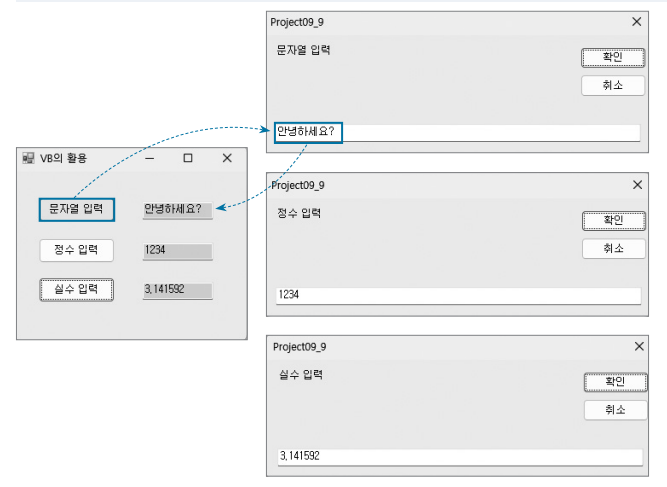 Project09_9
문자열 입력
확인
취소
안녕하세요?
VB의 활용
문자열 입력 안녕하세요?
정수 입력 1234
실수 입력 3.141592
Project09_9
정수 입력
확인
취소
1234
Project09_9
실수 입력
확인
취소
3.141592